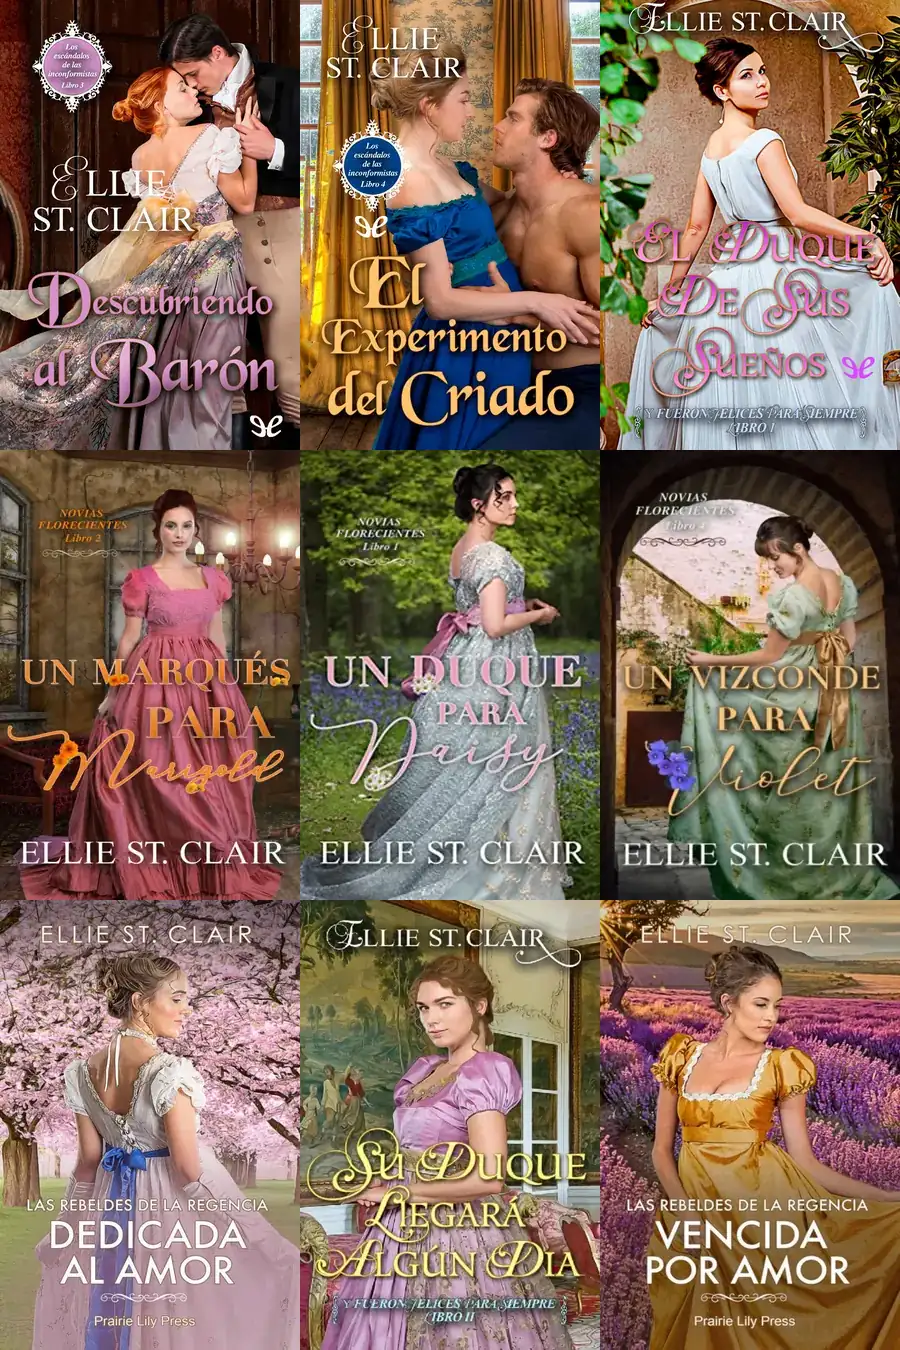 Los
escándalos
de las
inconformistas
Libro 3
ELLIE
ST. CLAIR
Descubriendo
al Barón
ELLIE
ST. CLAIR
Los
escándalos
de las
inconformistas
Libro 4
El
Experimento
del Criado
ELLIE ST. CLAIR
EL DUQUE
DE SUS
SUEÑOS
Y FUERON FELICES PARA SIEMPRE
LIBRO I
NOVIAS
FLORECIENTES
Libro 2
UN MARQUÉS
PARA
Marigold
ELLIE ST. CLAIR
NOVIAS
FLORECIENTES
Libro 1
UN DUQUE
PARA
Daisy
ELLIE ST. CLAIR
NOVIAS
FLORECIENTES
Libro 4
UN VIZCONDE
PARA
Violet
ELLIE ST. CLAIR
ELLIE ST. CLAIR
LAS REBELDES DE LA REGENCIA
DEDICADA
AL AMOR
Prairie Lily Press
ELLIE ST. CLAIR
SU DUQUE
LLEGARÁ
ALGÚN DIA
Y FUERON FELICES PARA SIEMPRE
LIBRO II
ELLIE ST. CLAIR
LAS REBELDES DE LA REGENCIA
VENCIDA
POR AMOR
Prairie Lily Press